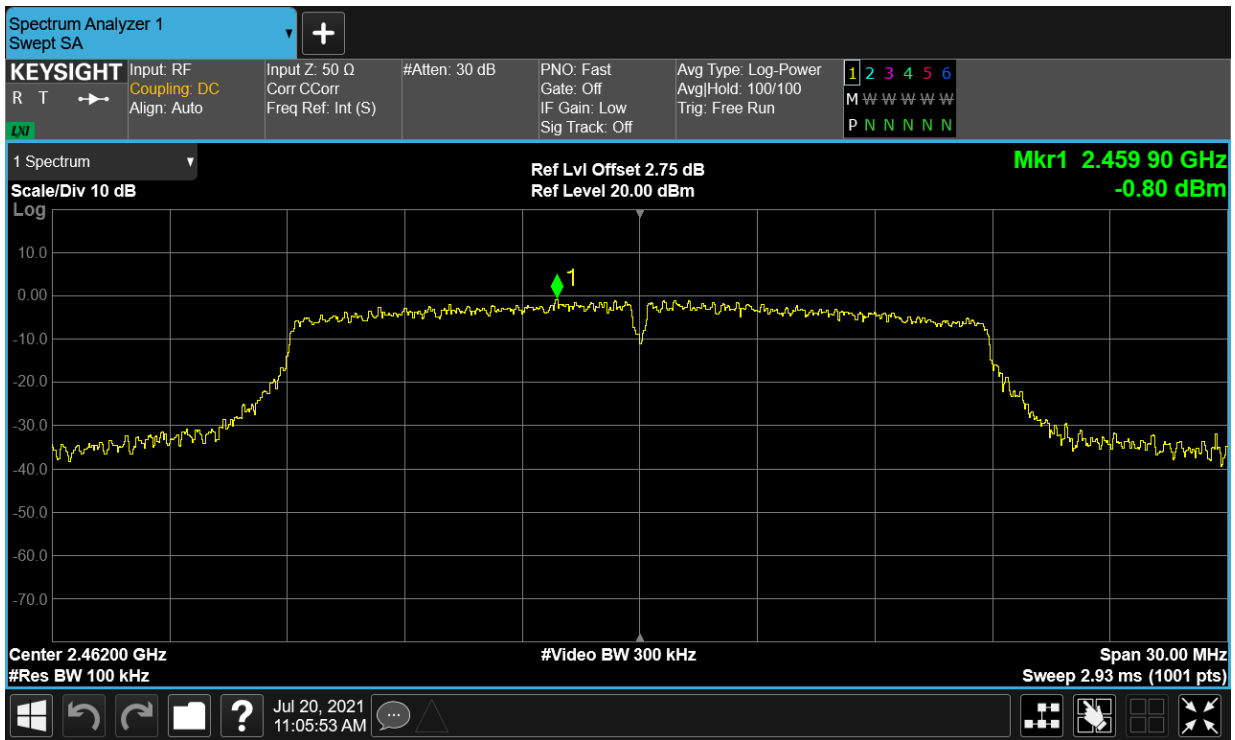 Spectrum Analyzer 1
Swept SA
KEYSIGHT
R T
LXI
Input: RF
Coupling: DC
Align: Auto
Input Z: 50 Ω
Corr CCorr
Freq Ref: Int (S)
#Atten: 30 dB
PNO: Fast
Gate: Off
IF Gain: Low
Sig Track: Off
Avg Type: Log-Power
Avg|Hold: 100/100
Trig: Free Run
1 2 3 4 5 6
M W W W W W
P N N N N N
1 Spectrum
Scale/Div 10 dB
Log
Ref Lvl Offset 2.75 dB
Ref Level 20.00 dBm
Mkr1 2.459 90 GHz
-0.80 dBm
1
10.0
0.00
-10.0
-20.0
-30.0
-40.0
-50.0
-60.0
-70.0
Center 2.46200 GHz
#Res BW 100 kHz
#Video BW 300 kHz
Span 30.00 MHz
Sweep 2.93 ms (1001 pts)
?
Jul 20, 2021
11:05:53 AM